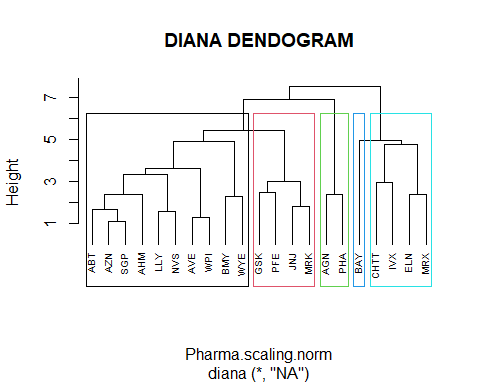 DIANA DENDOGRAM
Height
7
5
3
1
ABT
AZN
SGP
AHM
LLY
NVS
AVE
WPI
BMY
WYE
GSK
PFE
JNJ
MRK
AGN
PHA
BAY
CHTT
IVX
ELN
MRX
Pharma.scaling.norm
diana (*, "NA")